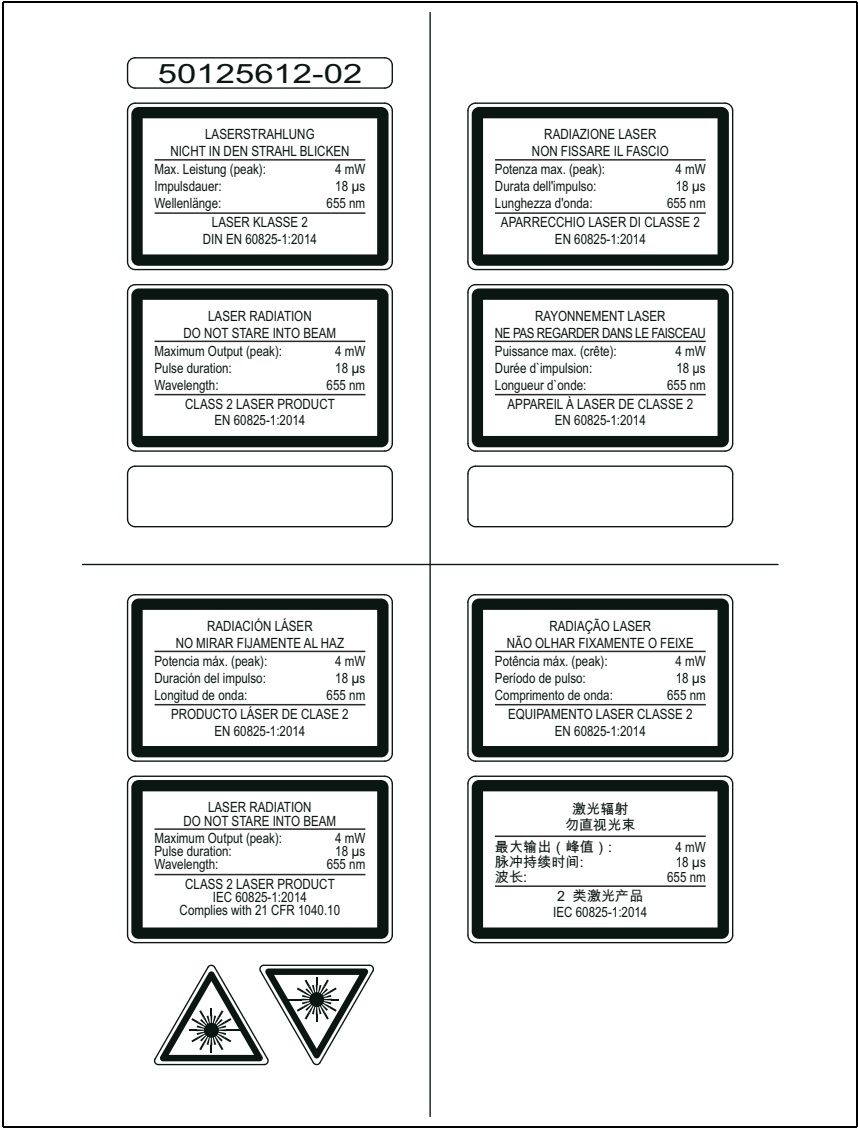 50125612-02
LASERSTRAHLUNG
NICHT IN DEN STRAHL BLICKEN
Max. Leistung (peak): 4 mW
Impulsdauer: 18 µs
Wellenlänge: 655 nm
LASER KLASSE 2
DIN EN 60825-1:2014
RADIAZIONE LASER
NON FISSARE IL FASCIO
Potenza max. (peak): 4 mW
Durata dell'impulso: 18 µs
Lunghezza d'onda: 655 nm
APARRECCHIO LASER DI CLASSE 2
EN 60825-1:2014
LASER RADIATION
DO NOT STARE INTO BEAM
Maximum Output (peak): 4 mW
Pulse duration: 18 µs
Wavelength: 655 nm
CLASS 2 LASER PRODUCT
EN 60825-1:2014
RAYONNEMENT LASER
NE PAS REGARDER DANS LE FAISCEAU
Puissance max. (crête): 4 mW
Durée d`impulsion: 18 µs
Longueur d`onde: 655 nm
APPAREIL À LASER DE CLASSE 2
EN 60825-1:2014
RADIACIÓN LÁSER
NO MIRAR FIJAMENTE AL HAZ
Potencia máx. (peak): 4 mW
Duración del impulso: 18 µs
Longitud de onda: 655 nm
PRODUCTO LÁSER DE CLASE 2
EN 60825-1:2014
RADIAÇÃO LASER
NÃO OLHAR FIXAMENTE O FEIXE
Potência máx. (peak): 4 mW
Período de pulso: 18 µs
Comprimento de onda: 655 nm
EQUIPAMENTO LASER CLASSE 2
EN 60825-1:2014
LASER RADIATION
DO NOT STARE INTO BEAM
Maximum Output (peak): 4 mW
Pulse duration: 18 µs
Wavelength: 655 nm
CLASS 2 LASER PRODUCT
IEC 60825-1:2014
Complies with 21 CFR 1040.10
激光辐射
勿直视光束
最大输出（峰值）: 4 mW
脉冲持续时间: 18 µs
波长: 655 nm
2 类激光产品
IEC 60825-1:2014